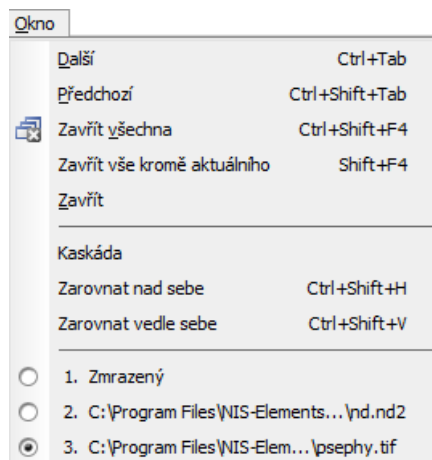 Okno
Další Ctrl+Tab
Předchozí Ctrl+Shift+Tab
Zavřít všechna Ctrl+Shift+F4
Zavřít vše kromě aktuálního Shift+F4
Zavřít
Kaskáda
Zarovnat nad sebe Ctrl+Shift+H
Zarovnat vedle sebe Ctrl+Shift+V
1. Zmrazený
2. C:\Program Files\NIS-Elements...\nd.nd2
3. C:\Program Files\NIS-Elem...\psephy.tif